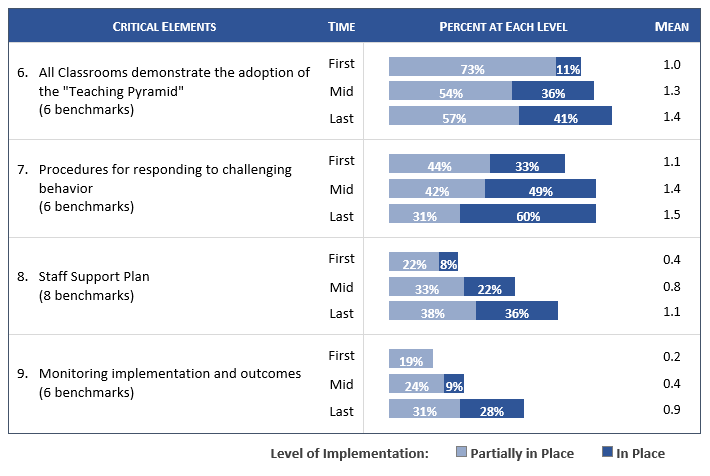 CRITICAL ELEMENTS TIME PERCENT AT EACH LEVEL MEAN
6. All Classrooms demonstrate the adoption of
the "Teaching Pyramid"
(6 benchmarks)
First 73% 11% 1.0
Mid 54% 36% 1.3
Last 57% 41% 1.4
7. Procedures for responding to challenging
behavior
(6 benchmarks)
First 44% 33% 1.1
Mid 42% 49% 1.4
Last 31% 60% 1.5
8. Staff Support Plan
(8 benchmarks)
First 22% 8% 0.4
Mid 33% 22% 0.8
Last 38% 36% 1.1
9. Monitoring implementation and outcomes
(6 benchmarks)
First 19% 0.2
Mid 24% 9% 0.4
Last 31% 28% 0.9
Level of Implementation: Partially in Place In Place